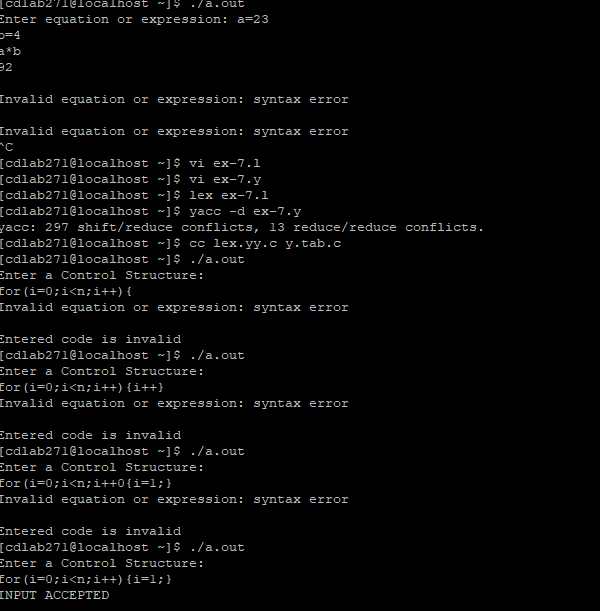 [cdlab271@localhost ~]$ ./a.out
Enter equation or expression: a=23
b=4
a*b
92
Invalid equation or expression: syntax error
Invalid equation or expression: syntax error
^C
[cdlab271@localhost ~]$ vi ex-7.l
[cdlab271@localhost ~]$ vi ex-7.y
[cdlab271@localhost ~]$ lex ex-7.l
[cdlab271@localhost ~]$ yacc -d ex-7.y
yacc: 297 shift/reduce conflicts, 13 reduce/reduce conflicts.
[cdlab271@localhost ~]$ cc lex.yy.c y.tab.c
[cdlab271@localhost ~]$ ./a.out
Enter a Control Structure:
for(i=0;i<n;i++){
Invalid equation or expression: syntax error
Entered code is invalid
[cdlab271@localhost ~]$ ./a.out
Enter a Control Structure:
for(i=0;i<n;i++){i++}
Invalid equation or expression: syntax error
Entered code is invalid
[cdlab271@localhost ~]$ ./a.out
Enter a Control Structure:
for(i=0;i<n;i++0{i=1;}
Invalid equation or expression: syntax error
Entered code is invalid
[cdlab271@localhost ~]$ ./a.out
Enter a Control Structure:
for(i=0;i<n;i++){i=1;}
INPUT ACCEPTED